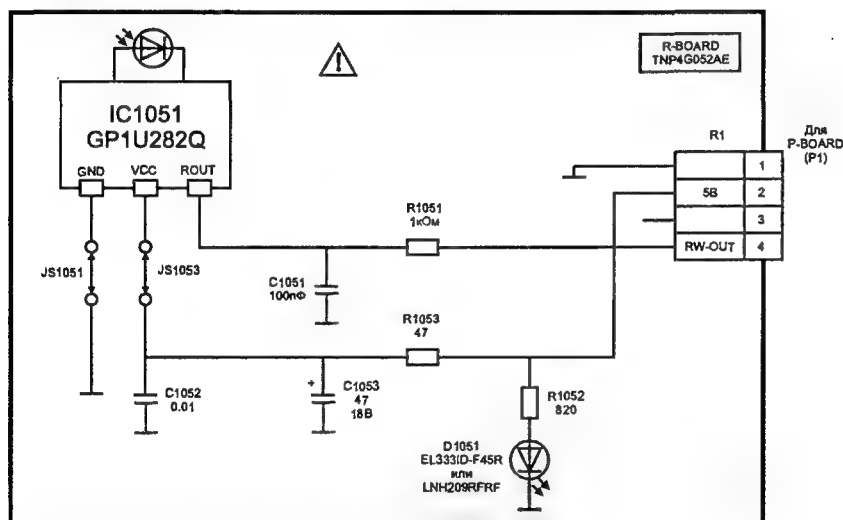 R-BOARD
TNP4G052AE
IC1051
GP1U282Q
GND
VCC
ROUT
R1
Для
P-BOARD
(P1)
1
5В
2
3
RW-OUT
4
R1051
1кОм
JS1051
JS1053
C1051
100пФ
R1053
47
C1052
0.01
+
C1053
47
18В
R1052
820
D1051
EL333ID-F45R
или
LNH209RFRF